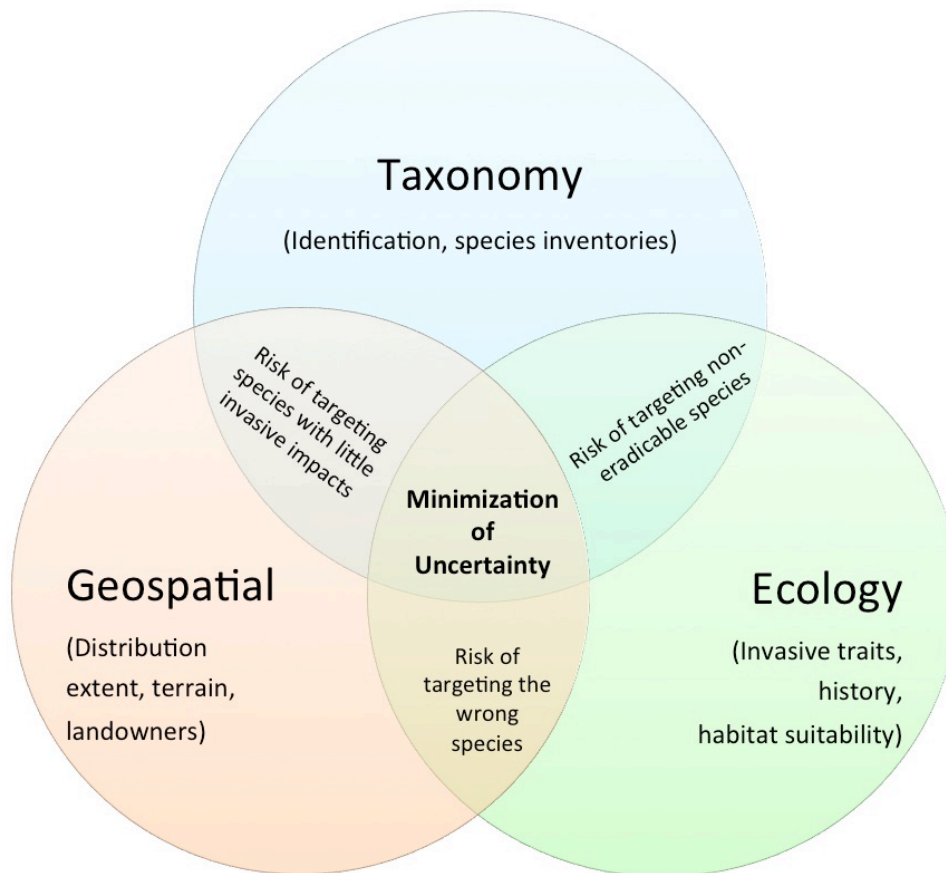 Taxonomy
(Identification, species inventories)
Risk of targeting
species with little
invasive impacts
Risk of targeting non-
eradicable species
Minimization
of
Uncertainty
Geospatial
(Distribution
extent, terrain,
landowners)
Ecology
(Invasive traits,
history,
habitat suitability)
Risk of
targeting the
wrong
species